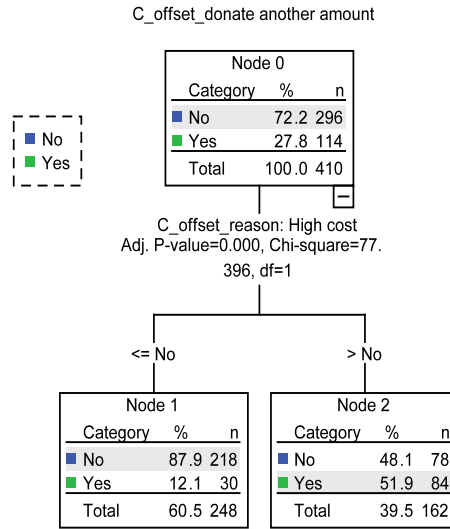 C_offset_donate another amount
Node 0
Category % n
No 72.2 296
Yes 27.8 114
Total 100.0 410
No
Yes
C_offset_reason: High cost
Adj. P-value=0.000, Chi-square=77.
396, df=1
<= No
> No
Node 1
Category % n
No 87.9 218
Yes 12.1 30
Total 60.5 248
Node 2
Category % n
No 48.1 78
Yes 51.9 84
Total 39.5 162